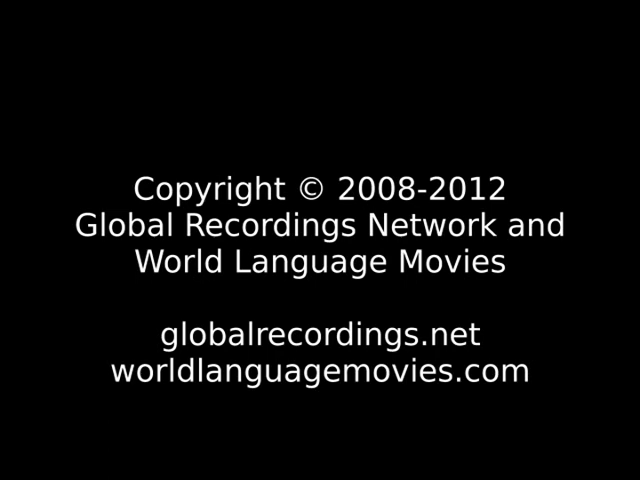 Copyright © 2008-2012
Global Recordings Network and
World Language Movies
globalrecordings.net
worldlanguagemovies.com